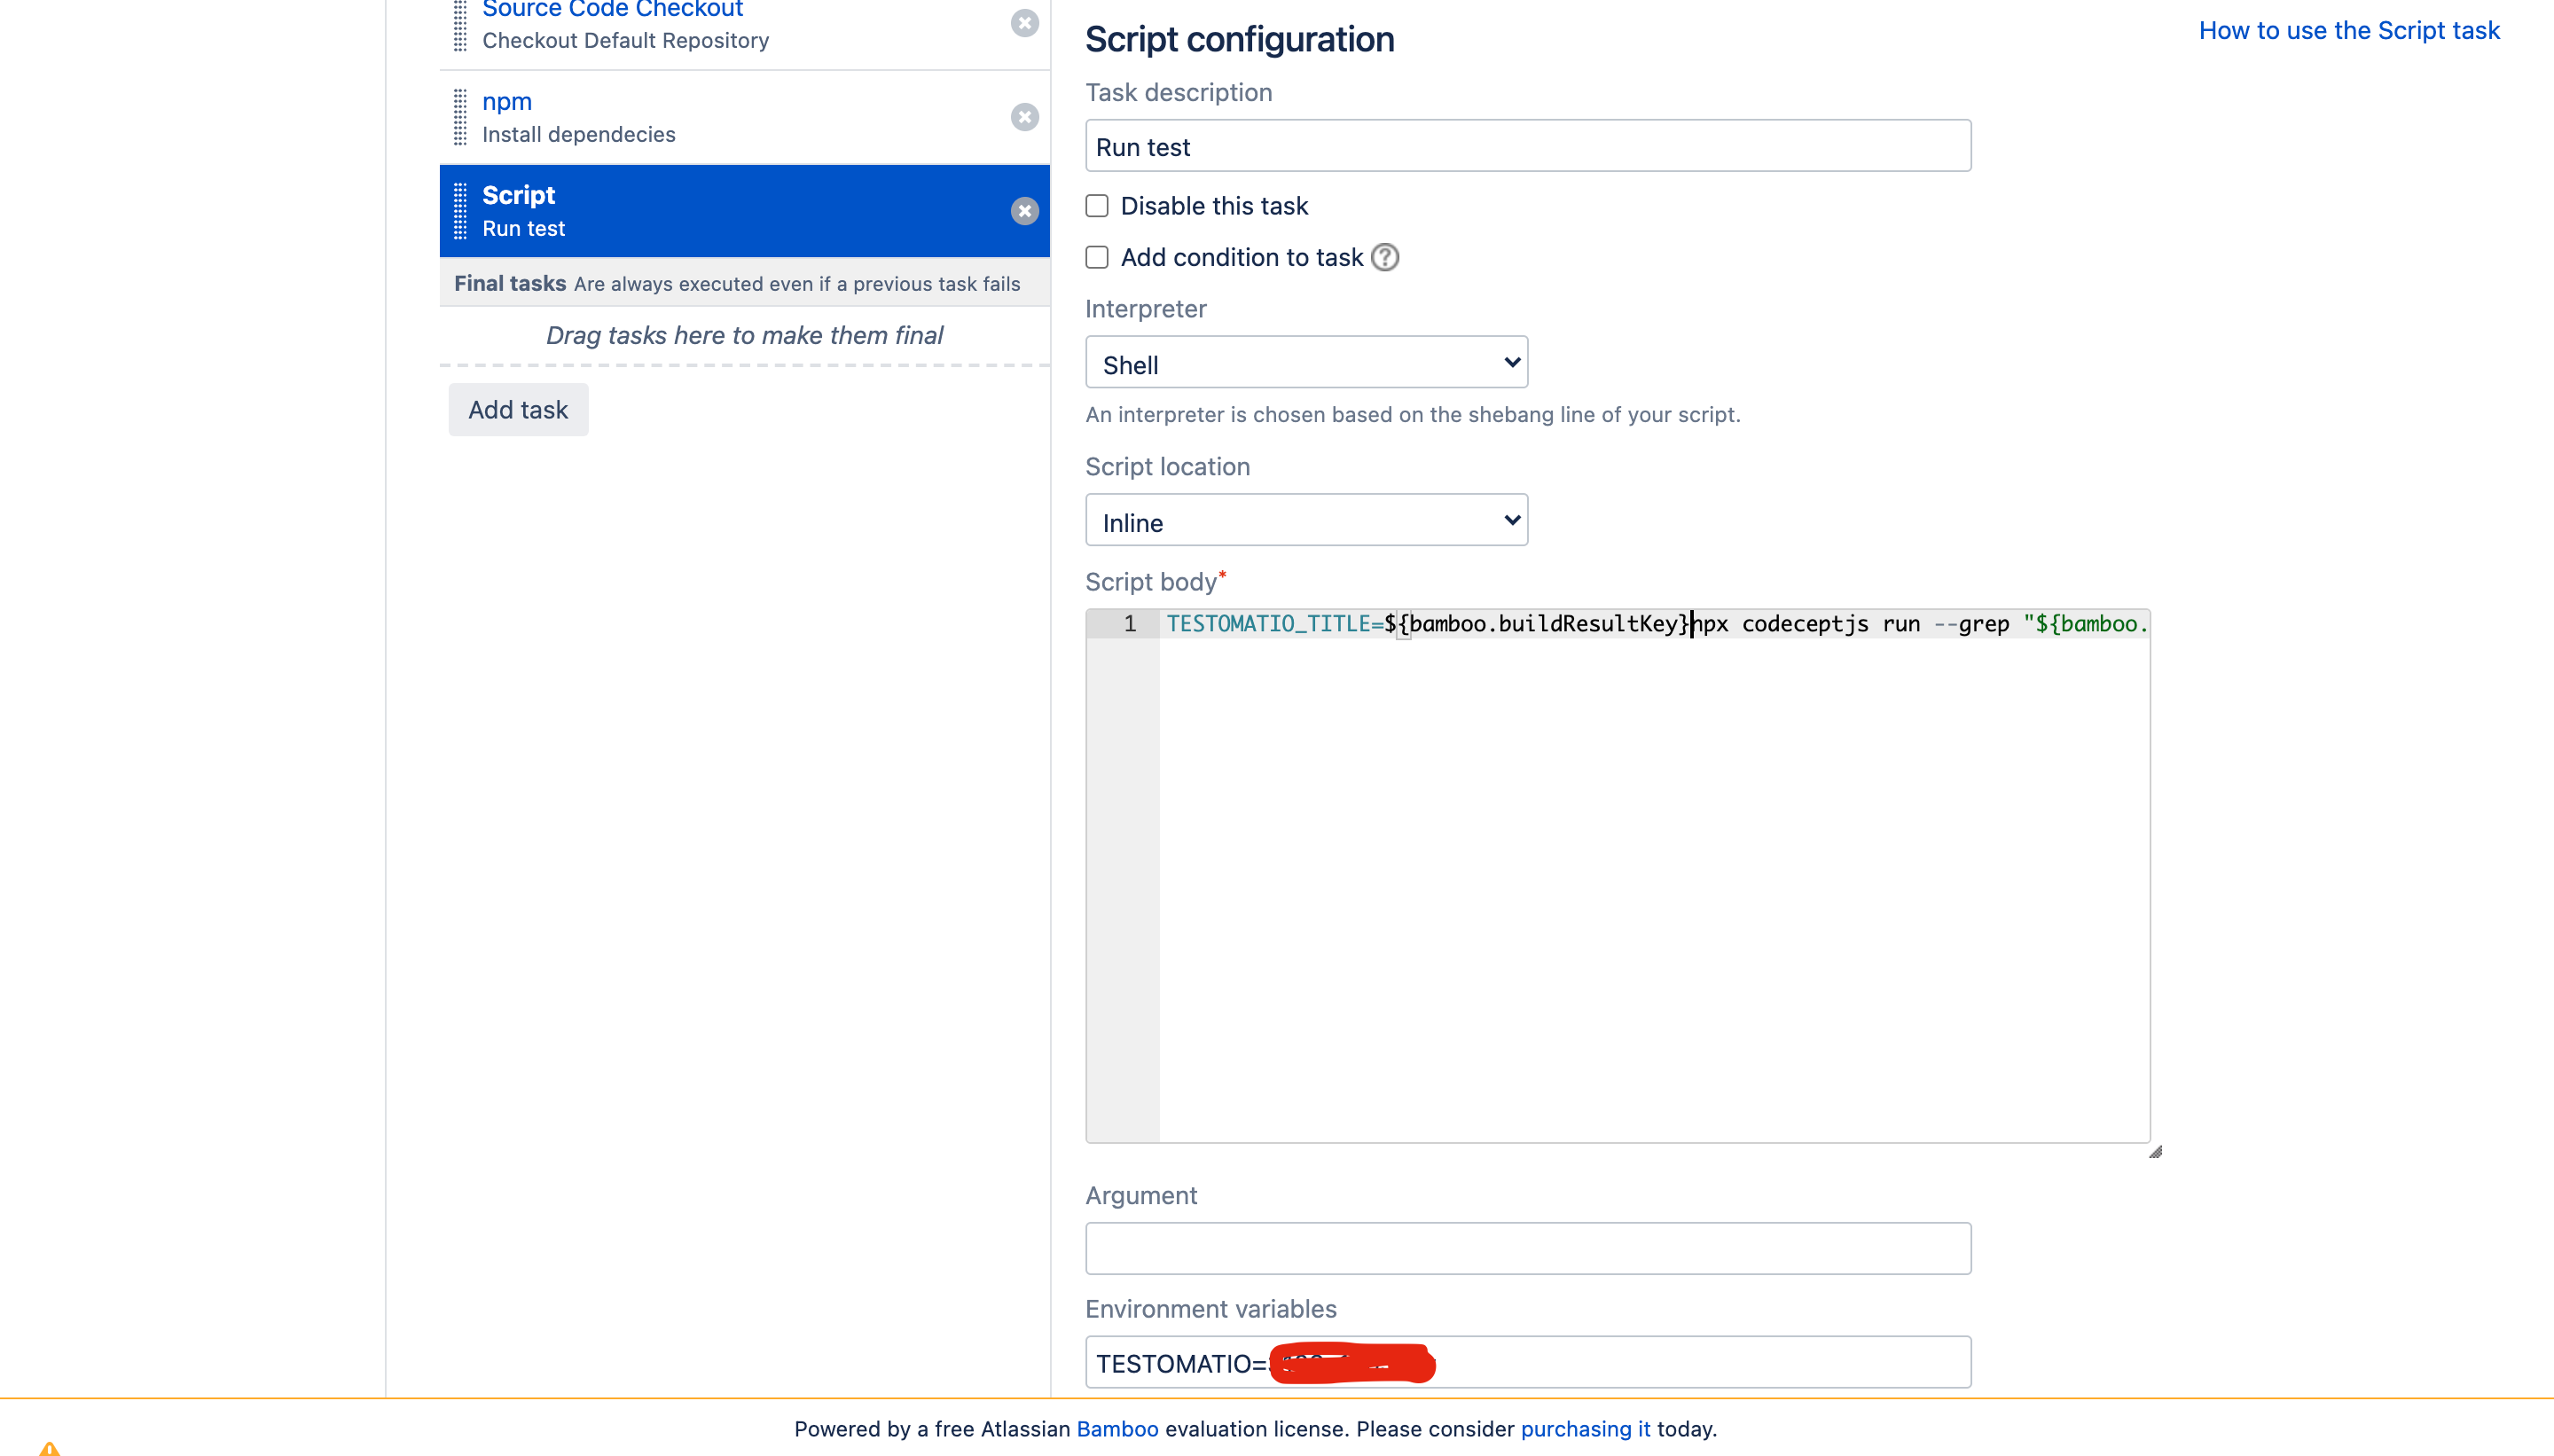 Source Code Checkout
Checkout Default Repository
npm
Install dependecies
Script
Run test
Final tasks Are always executed even if a previous task fails
Drag tasks here to make them final
Add task
Script configuration
How to use the Script task
Task description
Run test
Disable this task
Add condition to task ?
Interpreter
Shell
An interpreter is chosen based on the shebang line of your script.
Script location
Inline
Script body*
1 TESTOMATIO_TITLE=${bamboo.buildResultKey}npx codeceptjs run --grep "${bamboo.
Argument
Environment variables
TESTOMATIO=
Powered by a free Atlassian Bamboo evaluation license. Please consider purchasing it today.